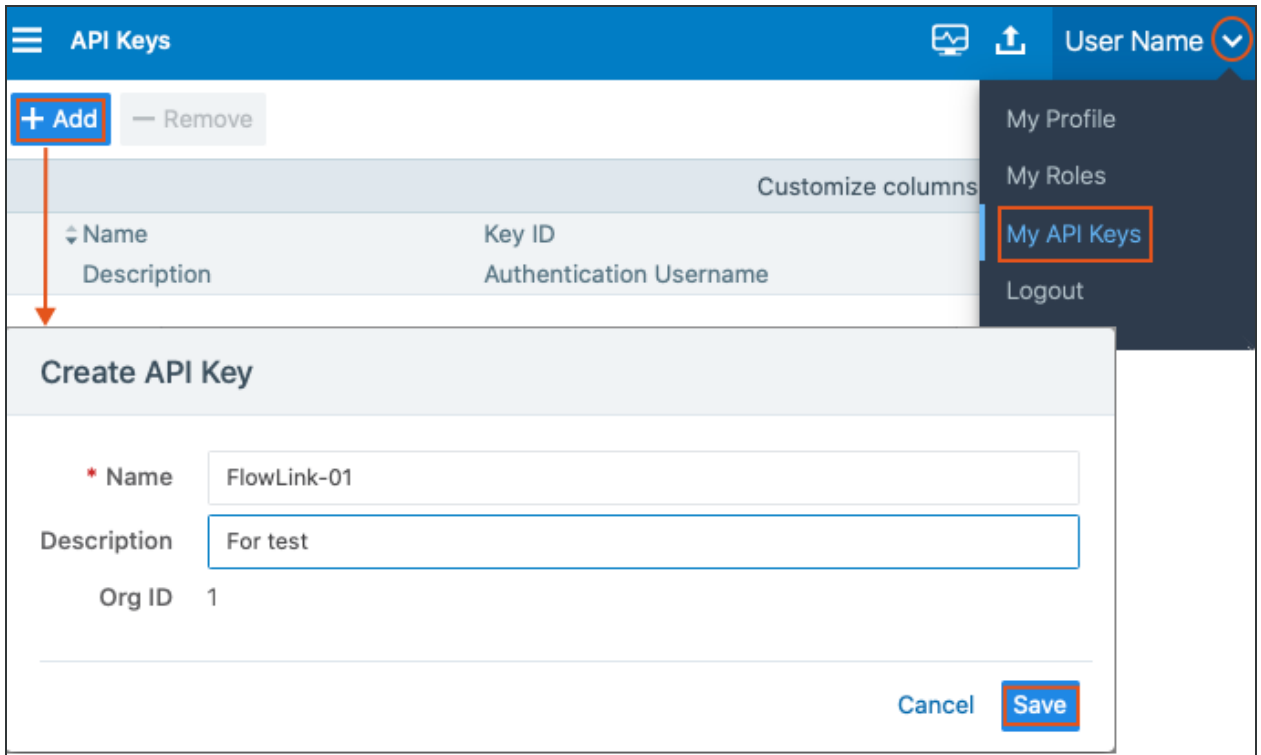 API Keys
User Name
+ Add
— Remove
My Profile
My Roles
Customize columns
My API Keys
Name
Key ID
Description
Authentication Username
Logout
Create API Key
* Name
FlowLink-01
Description
For test
Org ID
1
Cancel
Save